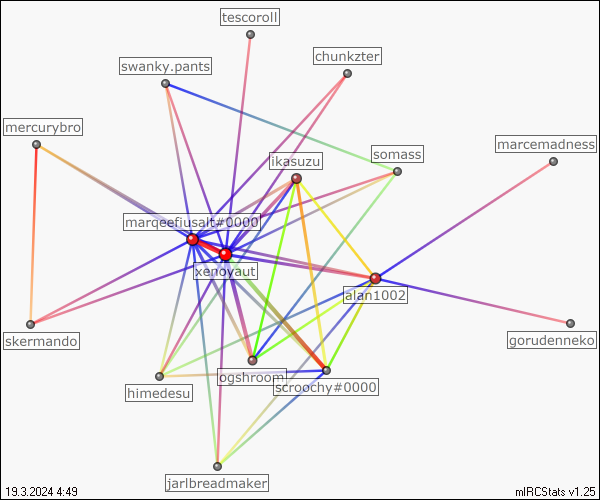 tescoroll
chunkzter
swanky.pants
mercurybro
marcemadness
somass
ikasuzu
marqeefiusalt#0000
xenoyaut
alan1002
skermando
gorudenneko
ogshroom
scroochy#0000
himedesu
jarlbreadmaker
19.3.2024 4:49
mIRCStats v1.25